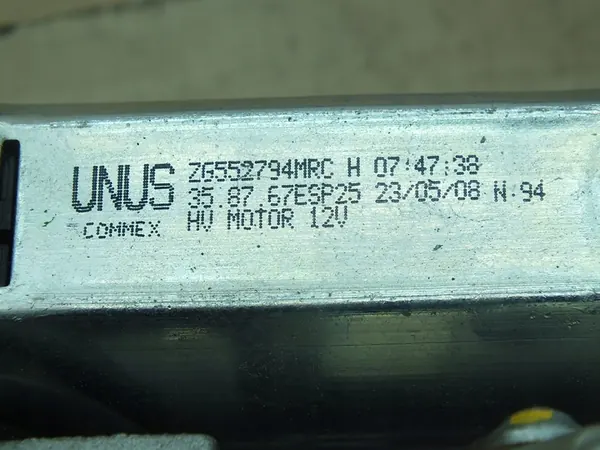 UNUS
COMMEX
ZG552794MRC H 07:47:38
35.87.67ESP25 23/05/08 N.94
HV MOTOR 12V